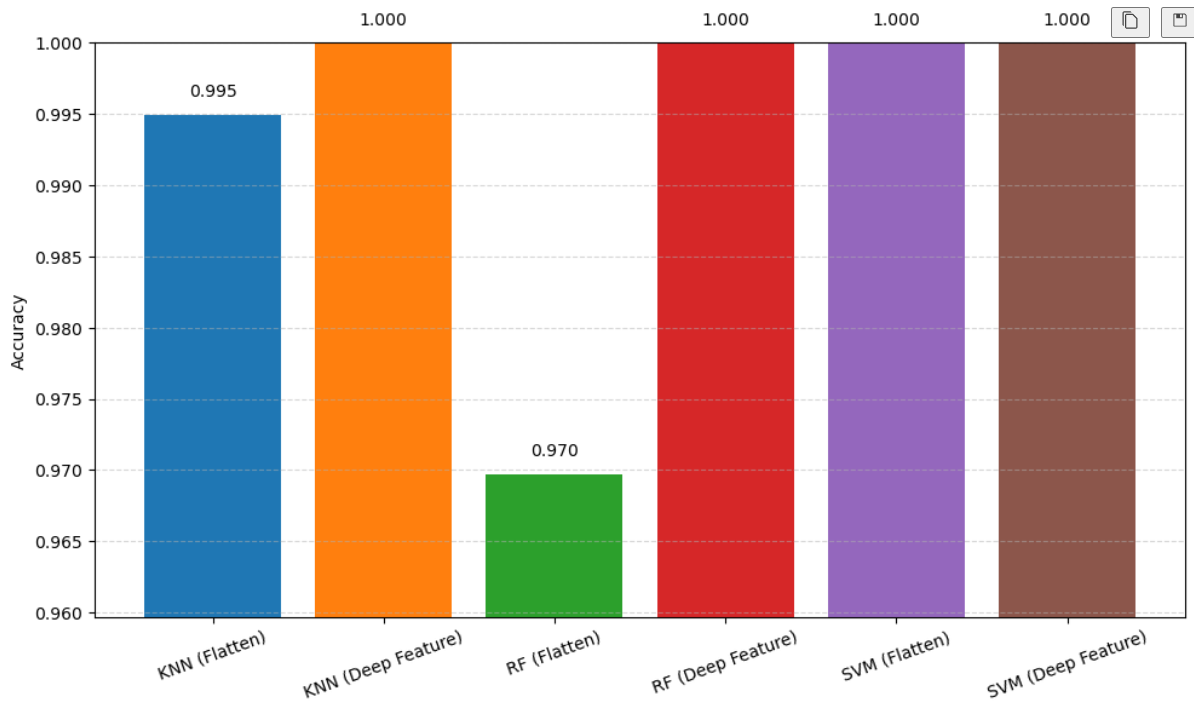 1.000 1.000 1.000 1.000
1.000
0.995
0.995
0.990
0.985
0.980
0.975
0.970
0.970
0.965
0.960
Accuracy
KNN (Flatten)
KNN (Deep Feature)
RF (Flatten)
RF (Deep Feature)
SVM (Flatten)
SVM (Deep Feature)